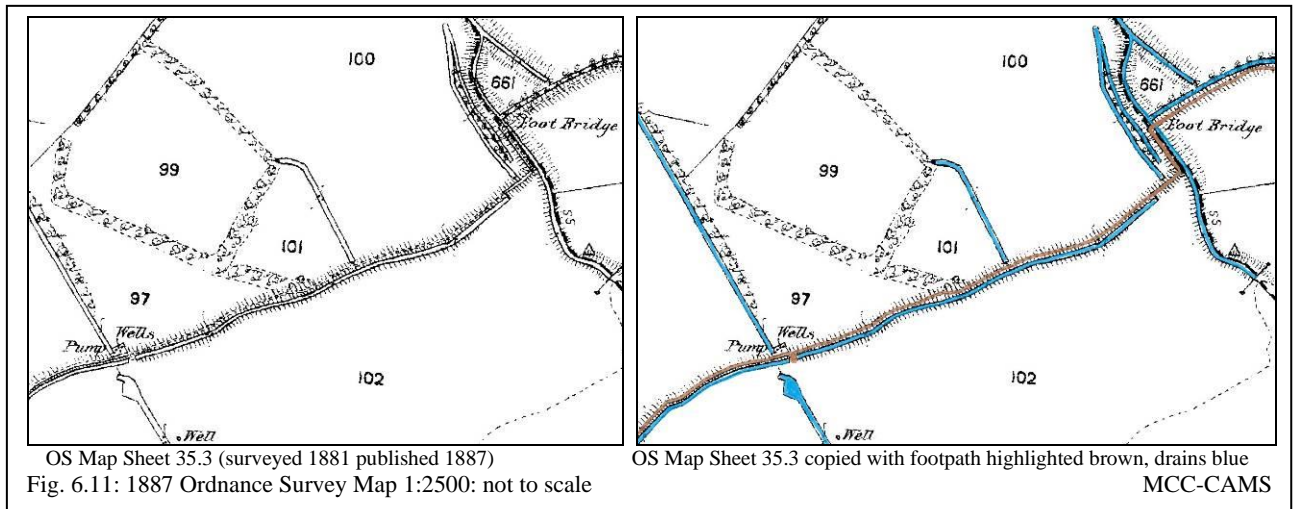 100
661
Foot Bridge
99
101
97
Wells
Pump
102
Well
SS
100
661
Foot Bridge
99
101
97
Wells
Pump
102
Well
SS
OS Map Sheet 35.3 (surveyed 1881 published 1887)
OS Map Sheet 35.3 copied with footpath highlighted brown, drains blue
Fig. 6.11: 1887 Ordnance Survey Map 1:2500: not to scale
MCC-CAMS